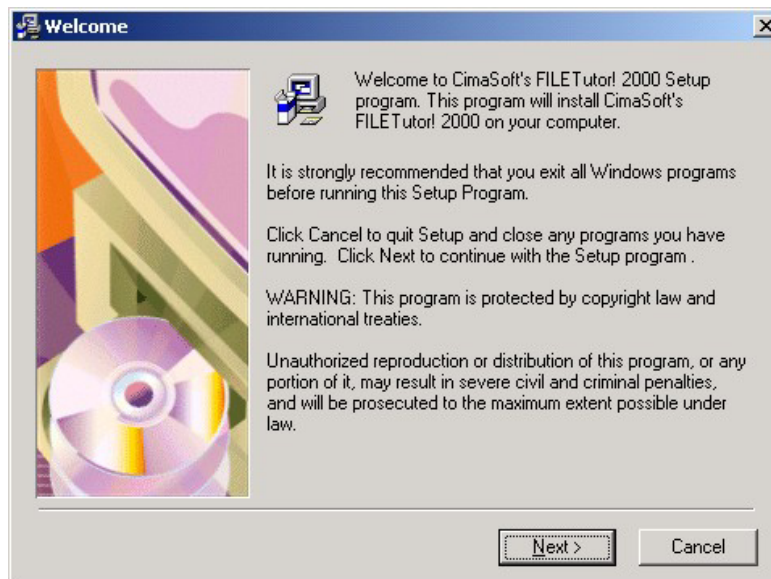 Welcome
Welcome to CimaSoft's FILETutor! 2000 Setup
program. This program will install CimaSoft's
FILETutor! 2000 on your computer.
It is strongly recommended that you exit all Windows programs
before running this Setup Program.
Click Cancel to quit Setup and close any programs you have
running.  Click Next to continue with the Setup program .
WARNING: This program is protected by copyright law and
international treaties.
Unauthorized reproduction or distribution of this program, or any
portion of it, may result in severe civil and criminal penalties,
and will be prosecuted to the maximum extent possible under
law.
Next >
Cancel